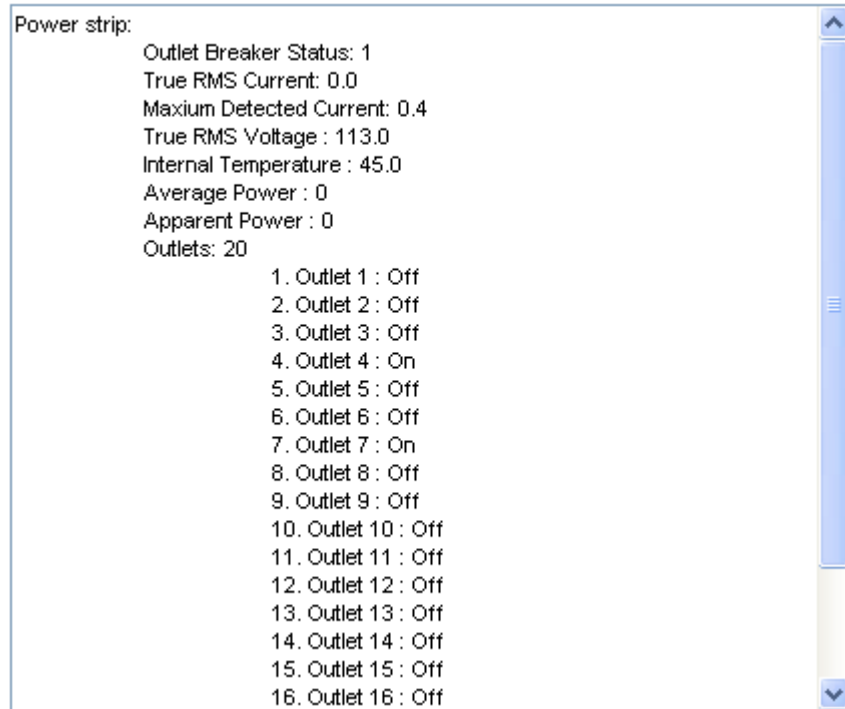 Power strip:
Outlet Breaker Status: 1
True RMS Current: 0.0
Maxium Detected Current: 0.4
True RMS Voltage : 113.0
Internal Temperature : 45.0
Average Power : 0
Apparent Power : 0
Outlets: 20
1. Outlet 1 : Off
2. Outlet 2 : Off
3. Outlet 3 : Off
4. Outlet 4 : On
5. Outlet 5 : Off
6. Outlet 6 : Off
7. Outlet 7 : On
8. Outlet 8 : Off
9. Outlet 9 : Off
10. Outlet 10 : Off
11. Outlet 11 : Off
12. Outlet 12 : Off
13. Outlet 13 : Off
14. Outlet 14 : Off
15. Outlet 15 : Off
16. Outlet 16 : Off